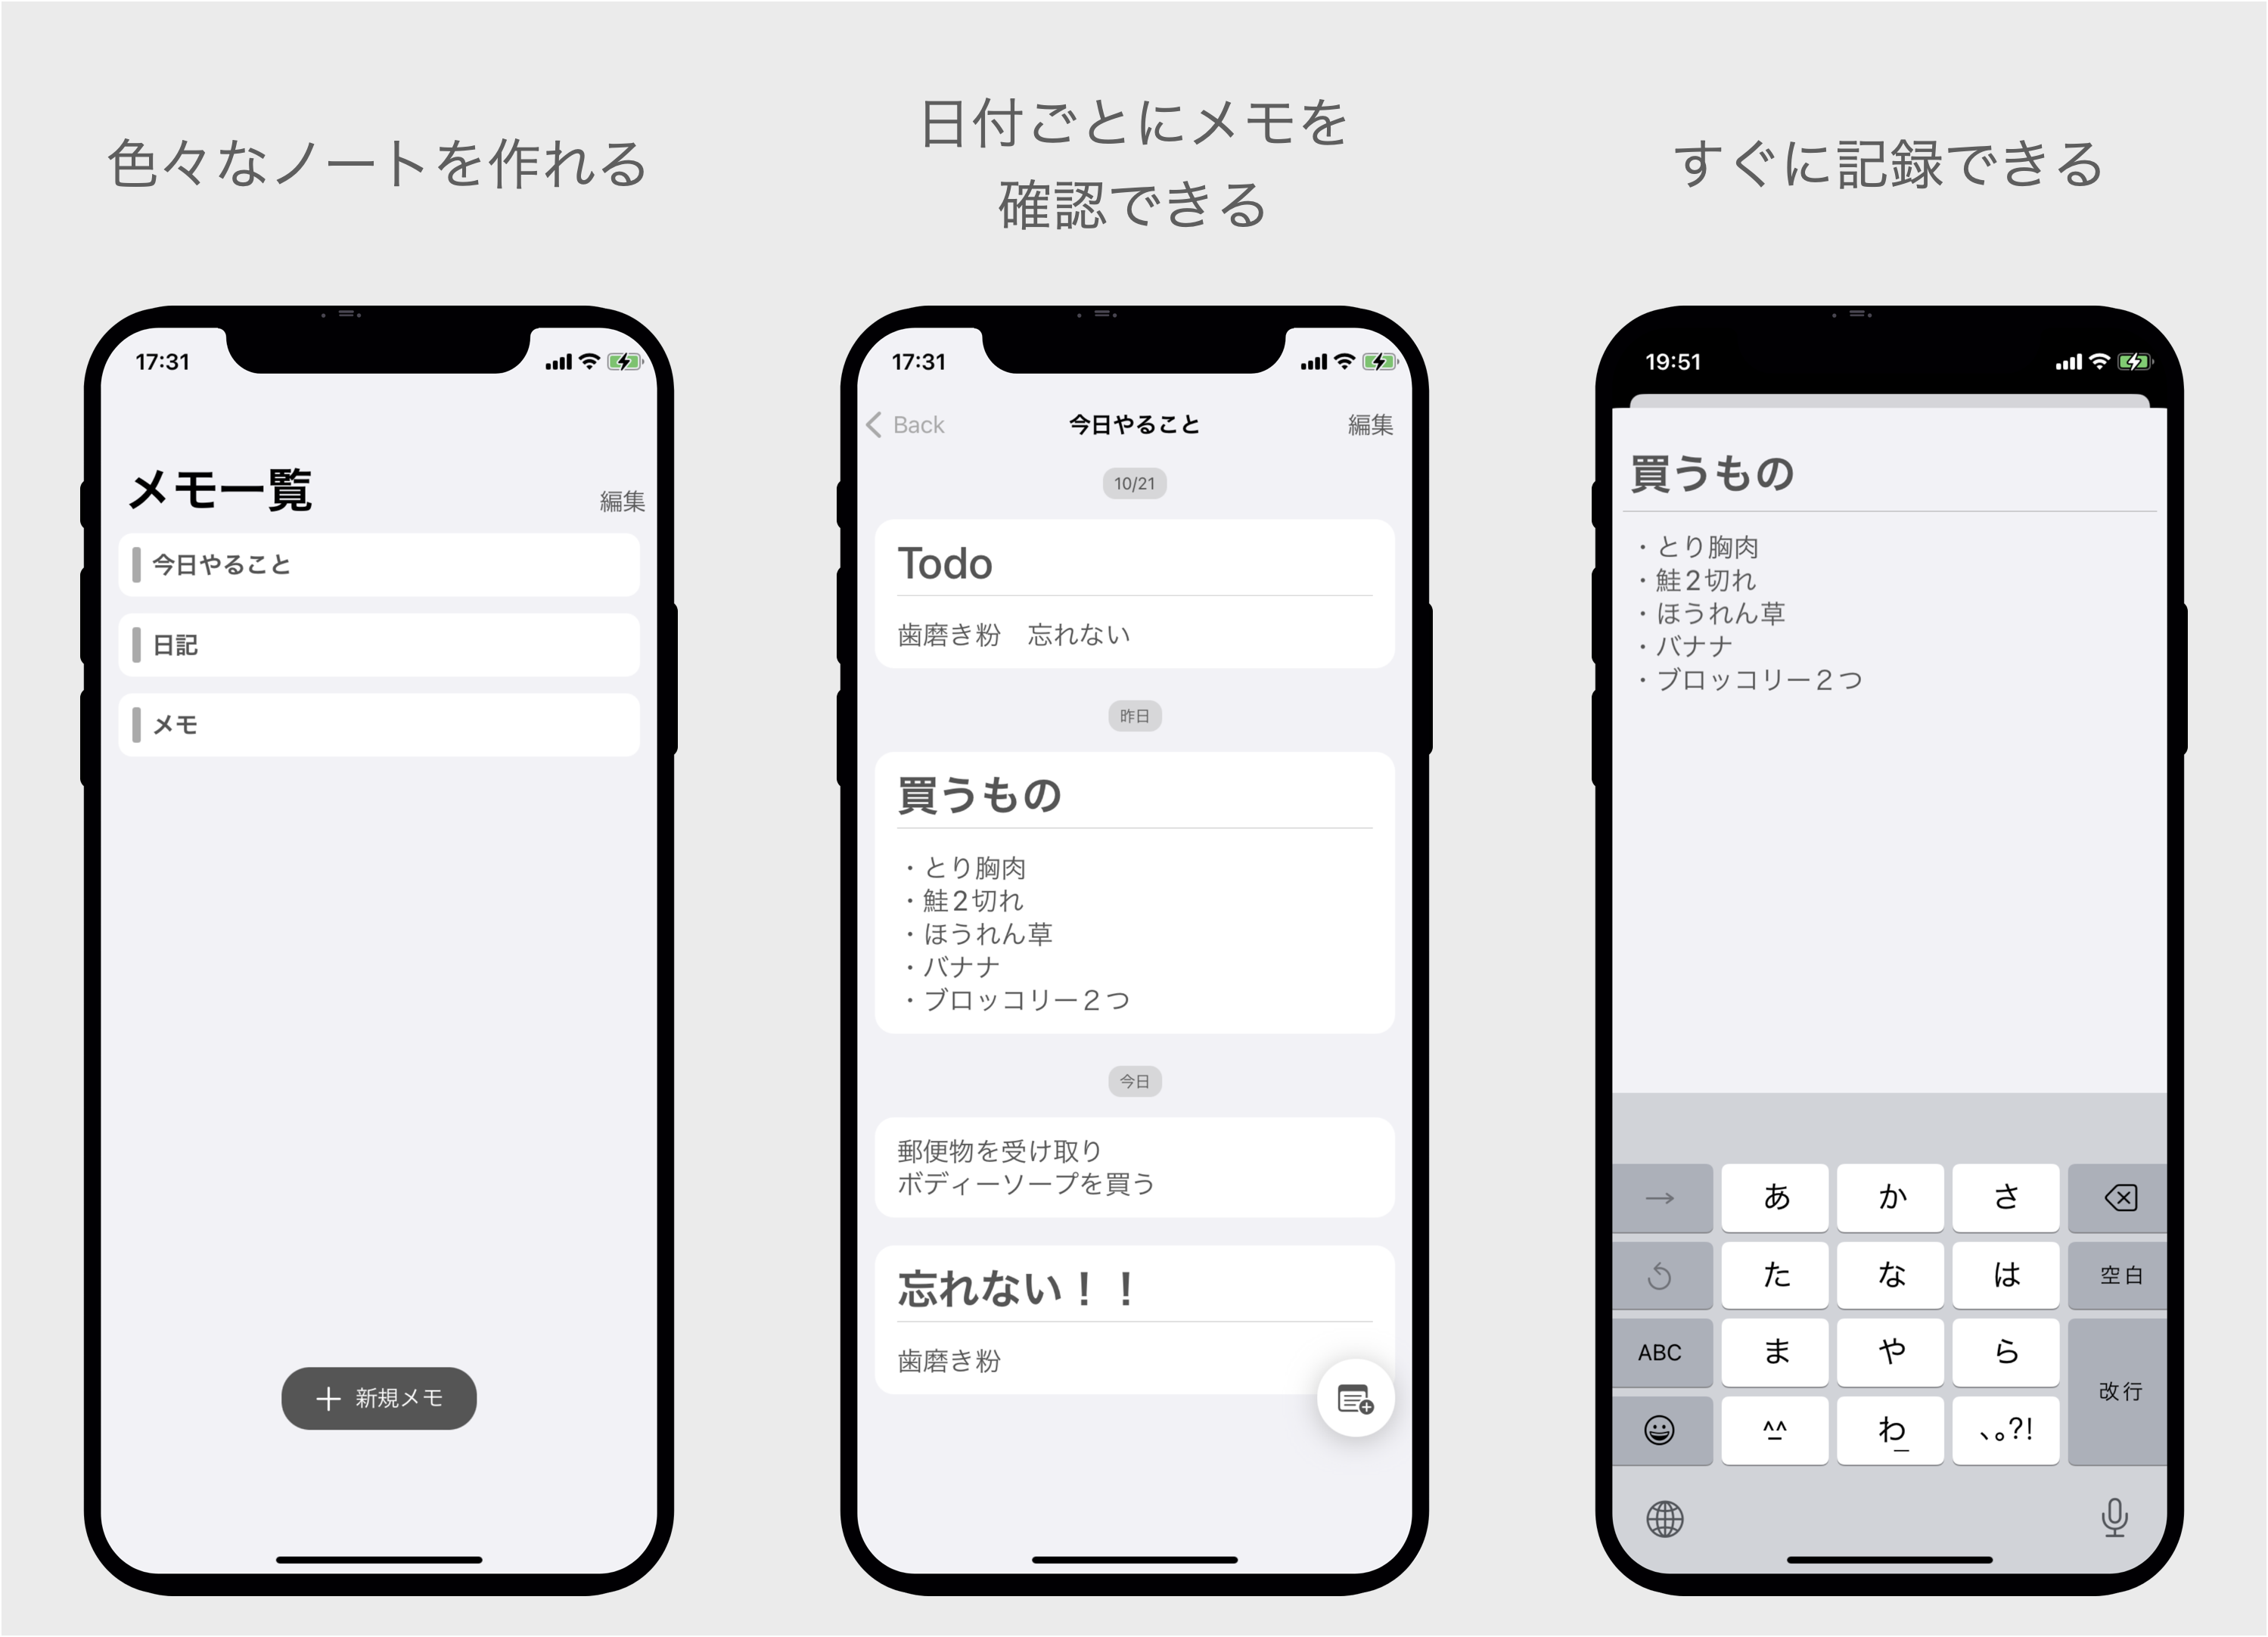 色々なノートを作れる
17:31
メモ一覧
編集
今日やること
日記
メモ
+ 新規メモ
日付ごとにメモを
確認できる
17:31
Back
今日やること
編集
10/21
Todo
歯磨き粉　忘れない
昨日
買うもの
・とり胸肉
・鮭2切れ
・ほうれん草
・バナナ
・ブロッコリー２つ
今日
郵便物を受け取り
ボディーソープを買う
忘れない！！
歯磨き粉
すぐに記録できる
19:51
買うもの
・とり胸肉
・鮭2切れ
・ほうれん草
・バナナ
・ブロッコリー２つ
→ あ か さ
た な は 空白
ABC ま や ら
改行
^_^ わ_ 、。?!